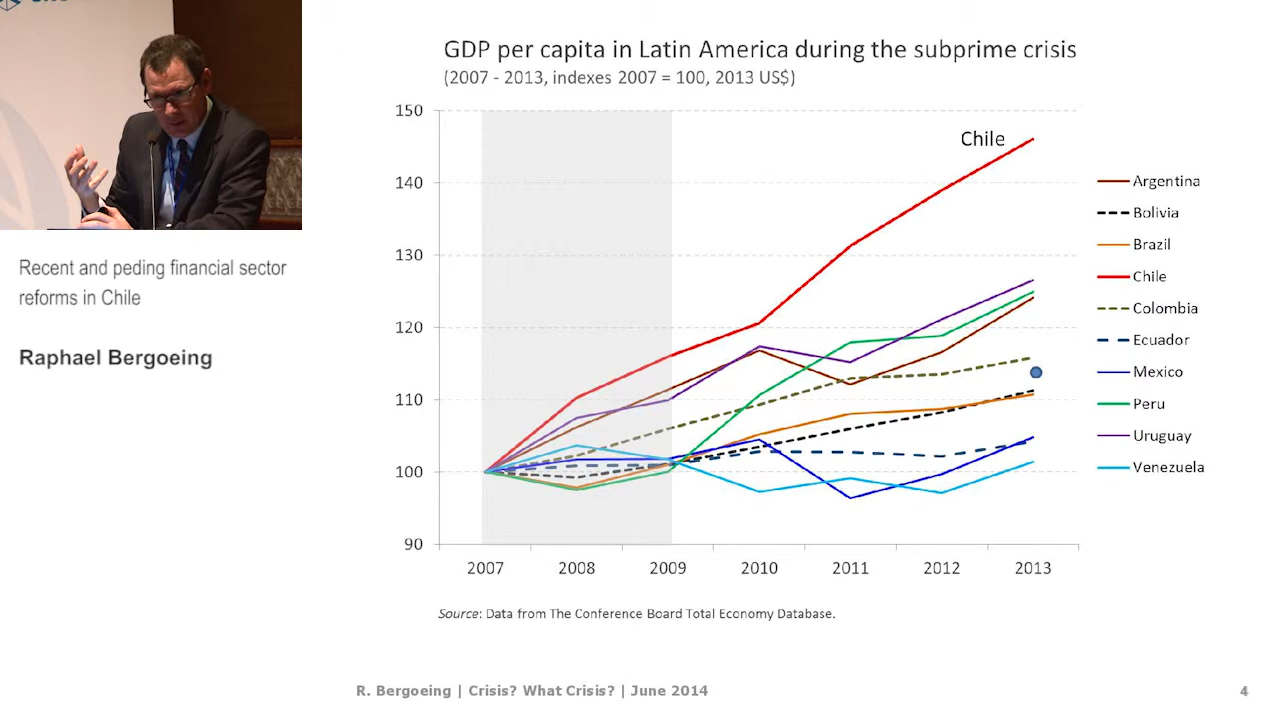 GDP per capita in Latin America during the subprime crisis
(2007 - 2013, indexes 2007 = 100, 2013 US$)
150
140
130
120
110
100
90
2007 2008 2009 2010 2011 2012 2013
Chile
Argentina
Bolivia
Brazil
Chile
Colombia
Ecuador
Mexico
Peru
Uruguay
Venezuela
Source: Data from The Conference Board Total Economy Database.
Recent and peding financial sector
reforms in Chile
Raphael Bergoeing
R. Bergoeing | Crisis? What Crisis? | June 2014
4